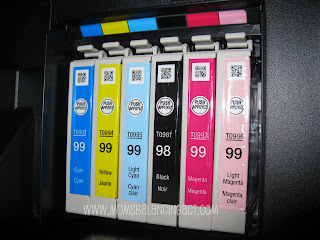 PUSH
T0992
99
Cyan
Cyan
PUSH
T0994
99
Yellow
Jaune
PUSH
T0995
99
Light
Cyan
Cyan
clair
PUSH
T0981
98
Black
Noir
PUSH
T0993
99
Magenta
Magenta
PUSH
T0996
99
Light
Magenta
Magenta
clair
WWW.MOMSBALANCINGACT.COM